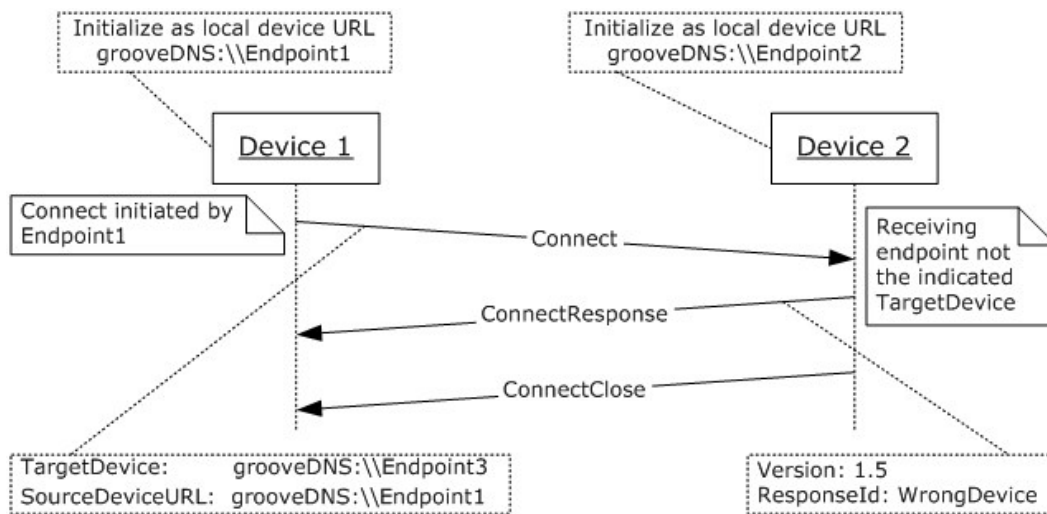 Initialize as local device URL
grooveDNS:\\Endpoint1
Initialize as local device URL
grooveDNS:\\Endpoint2
Device 1
Device 2
Connect initiated by
Endpoint1
Connect
Receiving
endpoint not
the indicated
TargetDevice
ConnectResponse
ConnectClose
TargetDevice: grooveDNS:\\Endpoint3
SourceDeviceURL: grooveDNS:\\Endpoint1
Version: 1.5
ResponseId: WrongDevice